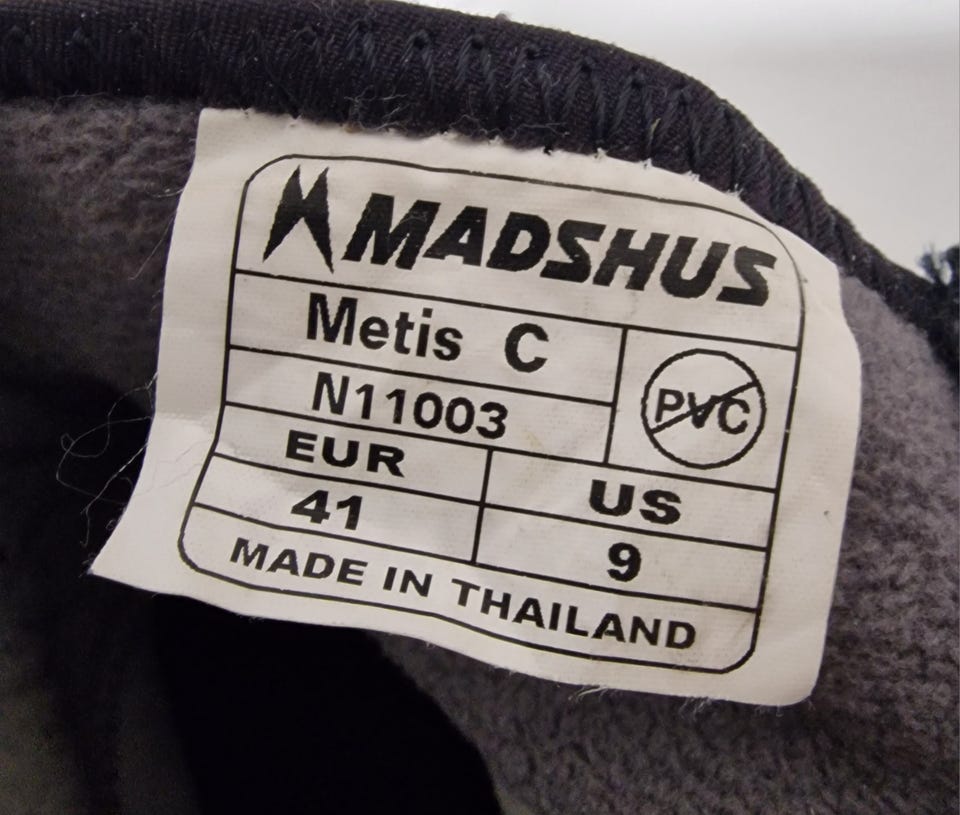 MADSHUS
Metis C
PVC
N11003
EUR
US
41
9
MADE IN THAILAND